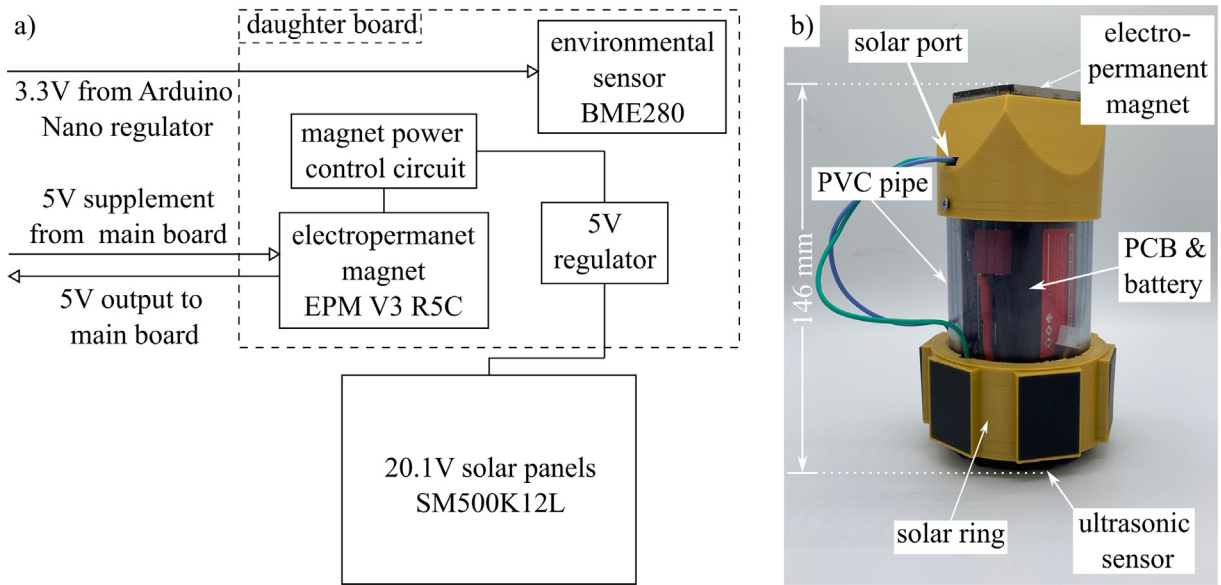 a)
daughter board
environmental
sensor
BME280
3.3V from Arduino
Nano regulator
magnet power
control circuit
5V supplement
from main board
electropermanet
magnet
EPM V3 R5C
5V
regulator
5V output to
main board
20.1V solar panels
SM500K12L
b)
solar port
electro-
permanent
magnet
PVC pipe
PCB &
battery
146 mm
solar ring
ultrasonic
sensor